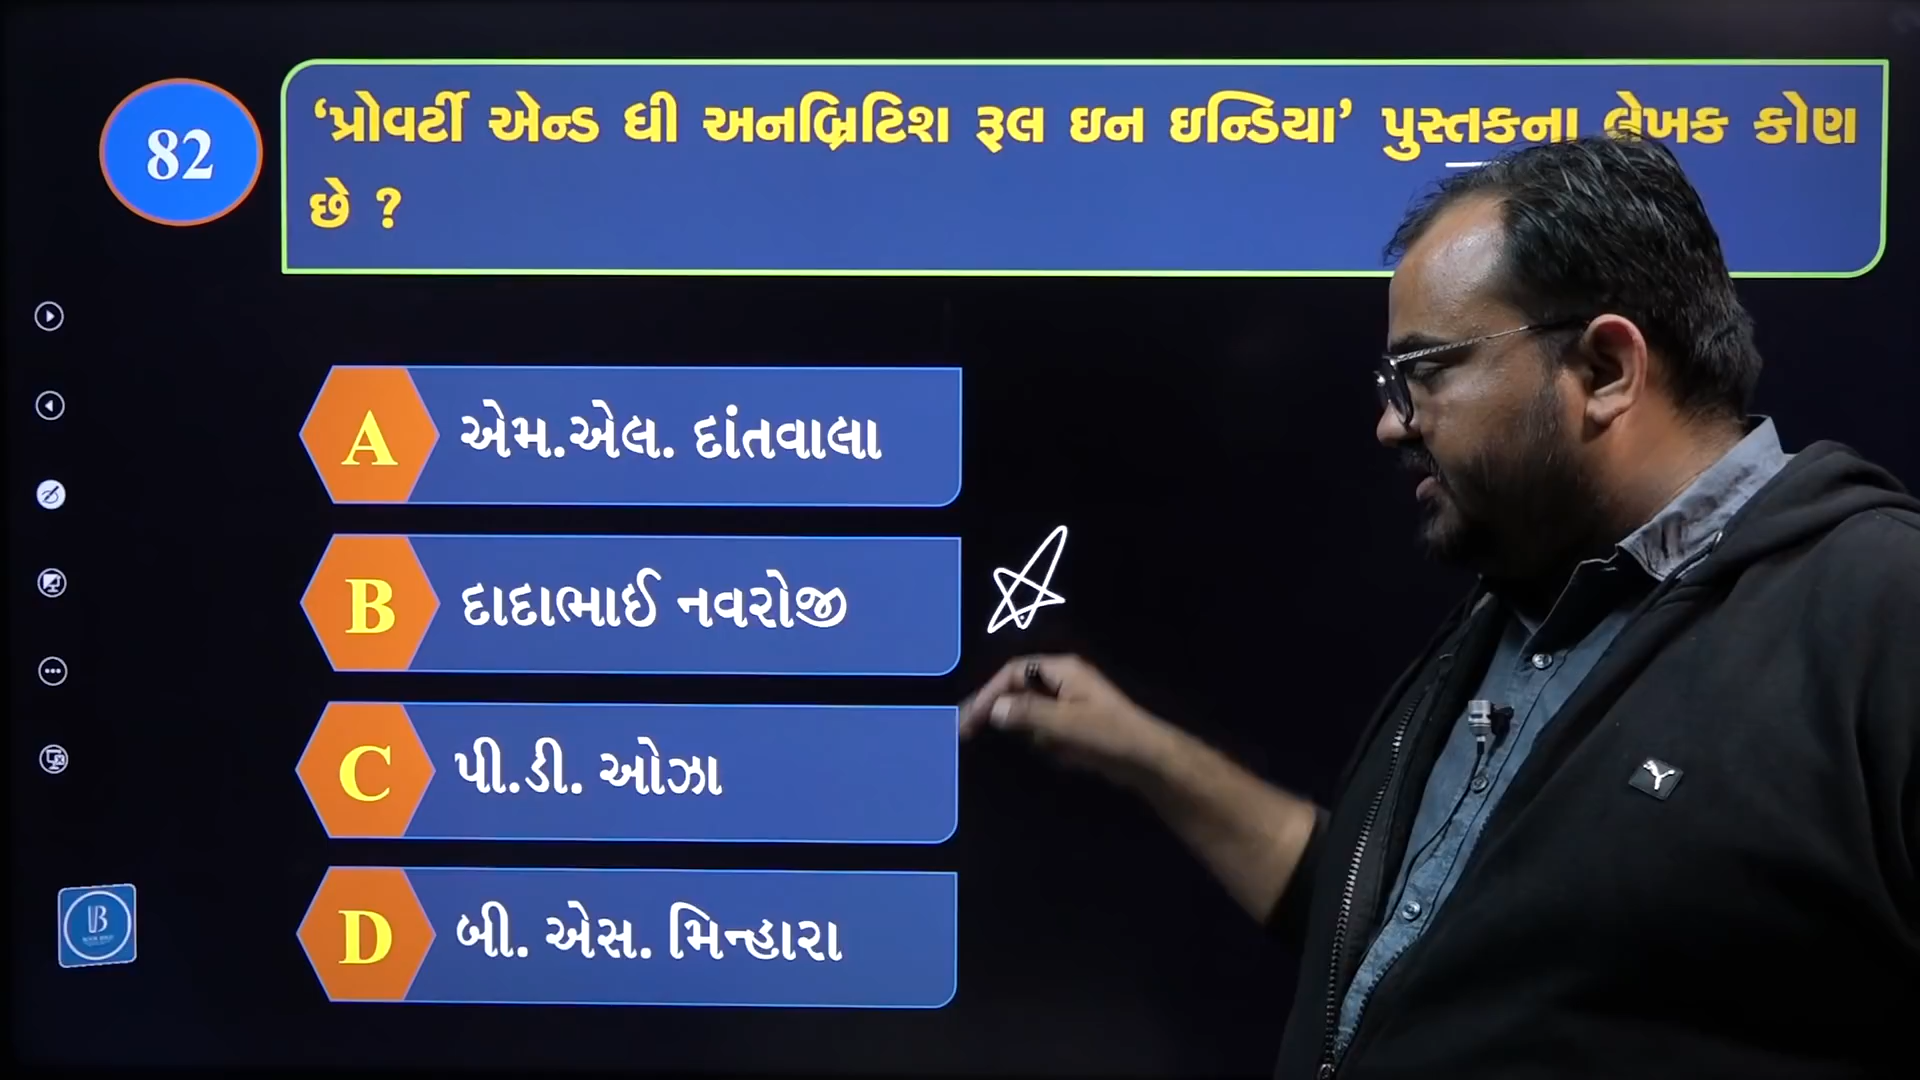 82
‘પ્રોવર્ટી એન્ડ ધી અનબ્રિટિશ રૂલ ઇન ઇન્ડિયા’ પુસ્તકના લેખક કોણ
છે ?
A એમ.એલ. દાંતવાલા
B દાદાભાઈ નવરોજી
C પી.ડી. ઓઝા
D બી. એસ. મિન્હારા